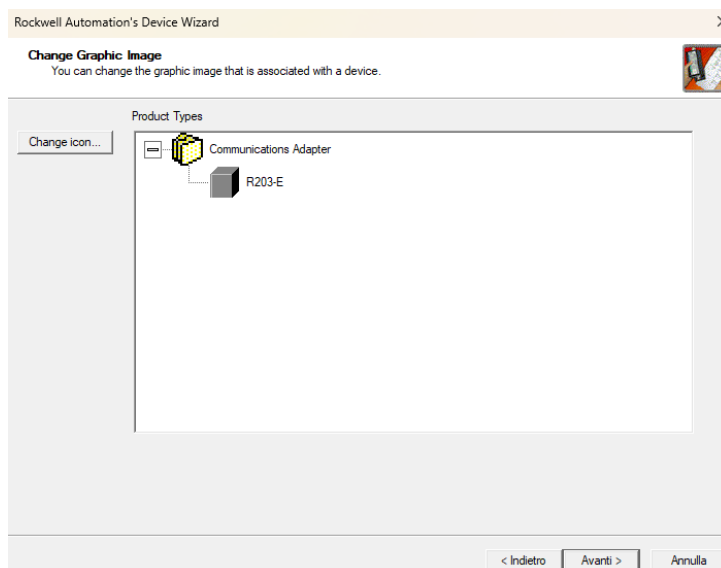 Rockwell Automation's Device Wizard
Change Graphic Image
You can change the graphic image that is associated with a device.
Product Types
Change icon...
Communications Adapter
R203-E
< Indietro
Avanti >
Annulla